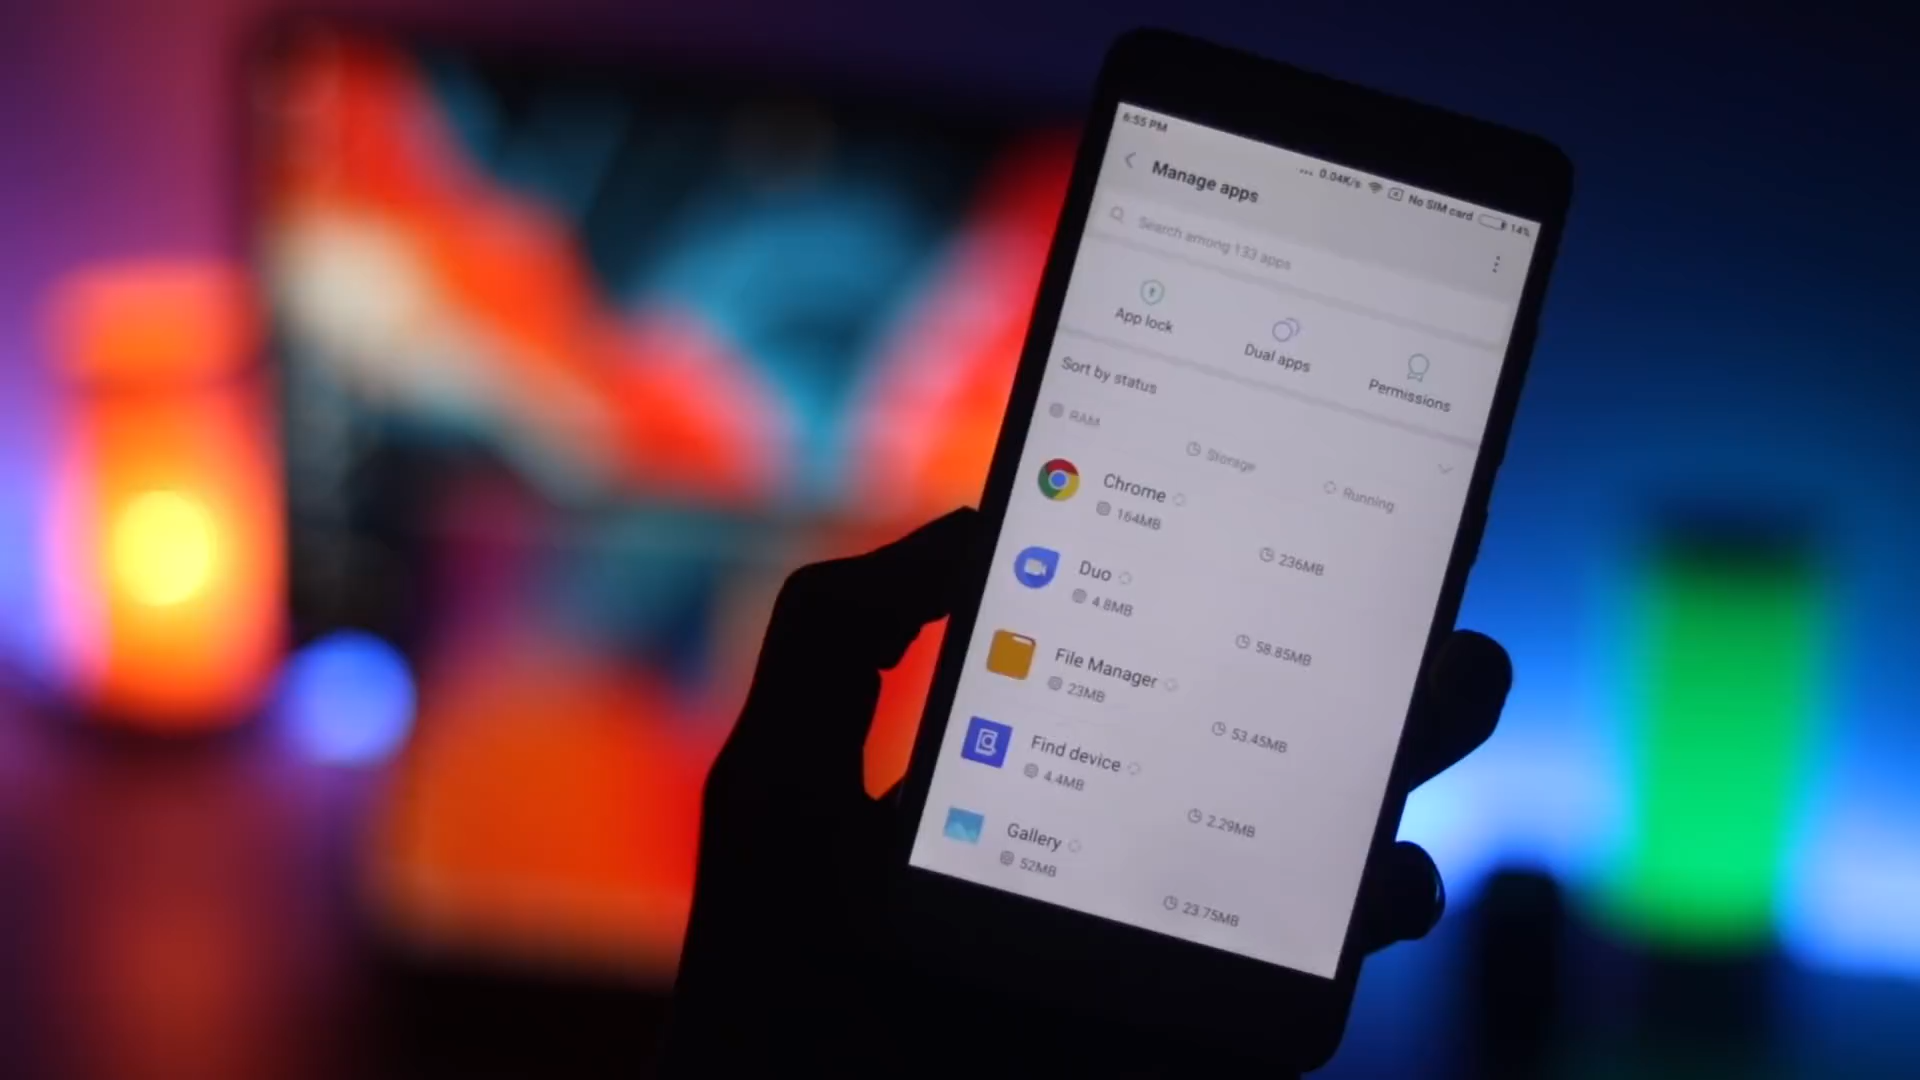 6:55 PM
... 0.04K/s No SIM card 14%
Manage apps
Search among 133 apps
App lock Dual apps Permissions
Sort by status
RAM Storage Running
Chrome
164MB 236MB
Duo
4.8MB 58.85MB
File Manager
23MB 53.45MB
Find device
4.4MB 2.29MB
Gallery
52MB 23.75MB